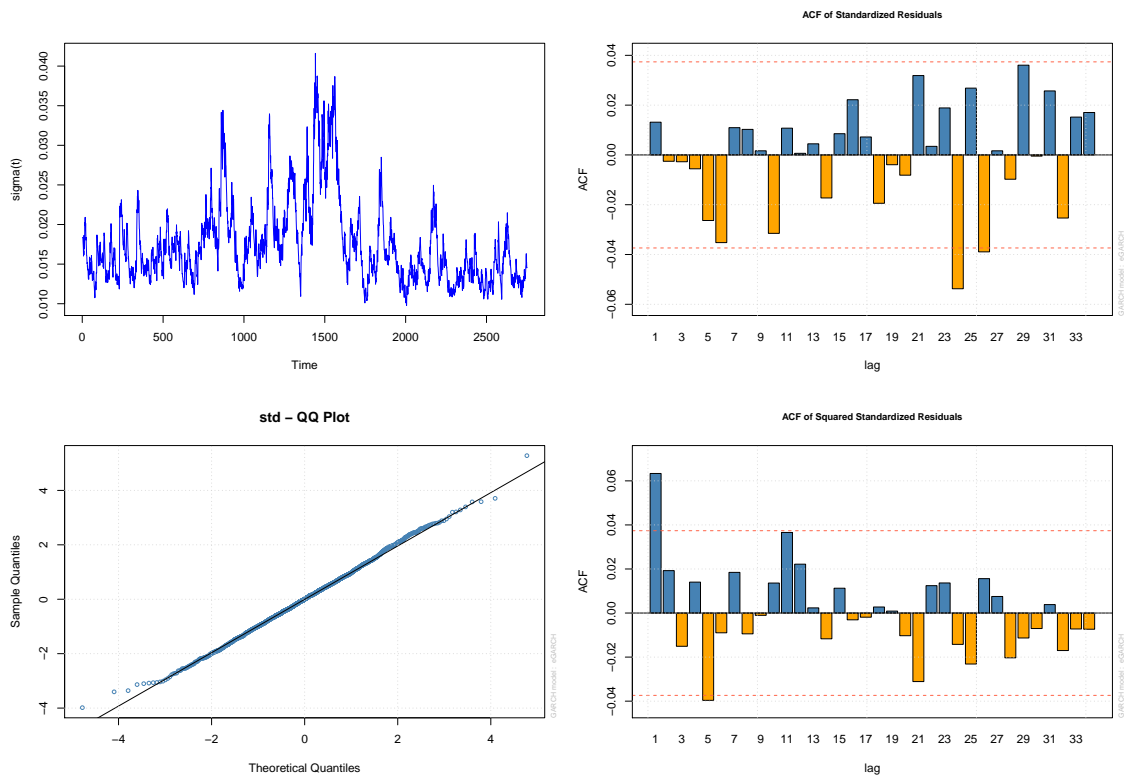 sigma(t)
0.040
0.035
0.030
0.025
0.020
0.015
0.010
0
500
1000
1500
2000
2500
Time
ACF of Standardized Residuals
ACF
0.04
0.02
0.00
−0.02
−0.04
−0.06
1 3 5 7 9 11 13 15 17 19 21 23 25 27 29 31 33
lag
GARCH model : eGARCH
std − QQ Plot
Sample Quantiles
4
2
0
−2
−4
−4 −2 0 2 4
Theoretical Quantiles
GARCH model : eGARCH
ACF of Squared Standardized Residuals
ACF
0.06
0.04
0.02
0.00
−0.02
−0.04
1 3 5 7 9 11 13 15 17 19 21 23 25 27 29 31 33
lag
GARCH model : eGARCH